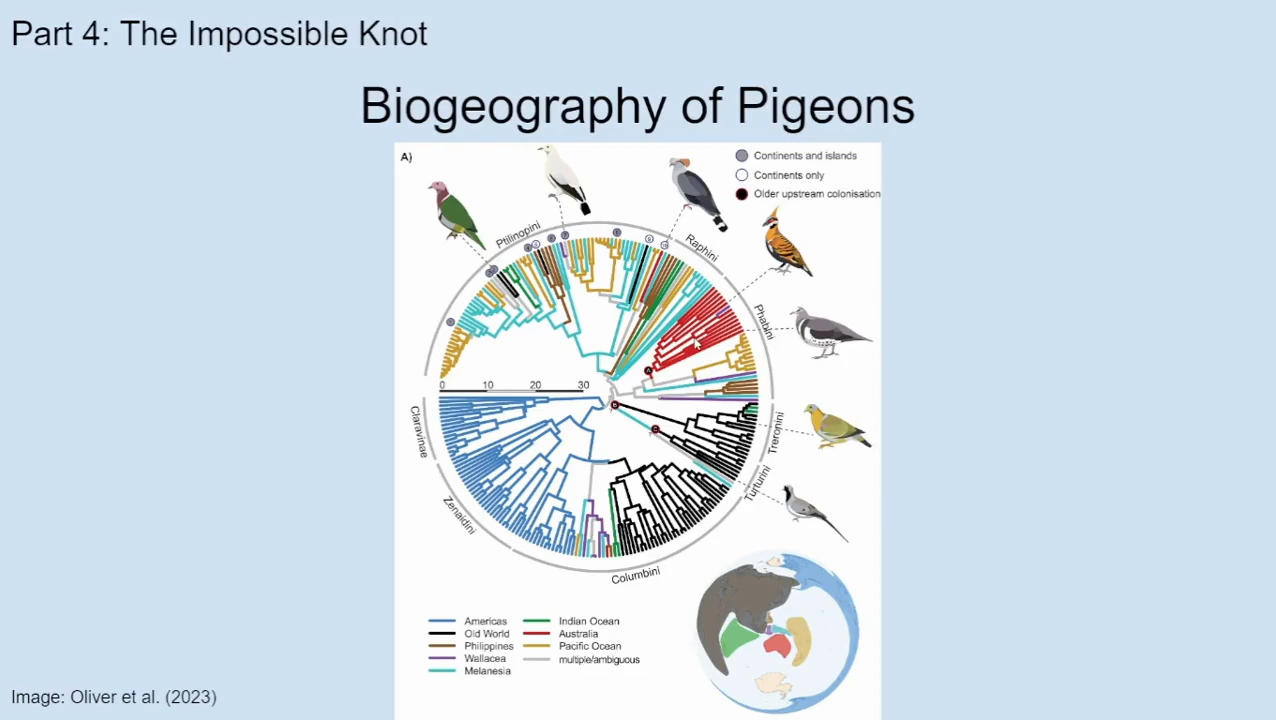 Part 4: The Impossible Knot
Biogeography of Pigeons
A)
Continents and islands
Continents only
Older upstream colonisation
Ptilinopini
Raphini
Phabini
0 10 20 30
Claravinae
Treronini
Turturini
Zenaidini
Columbini
Americas
Old World
Philippines
Wallacea
Melanesia
Indian Ocean
Australia
Pacific Ocean
multiple/ambiguous
Image: Oliver et al. (2023)